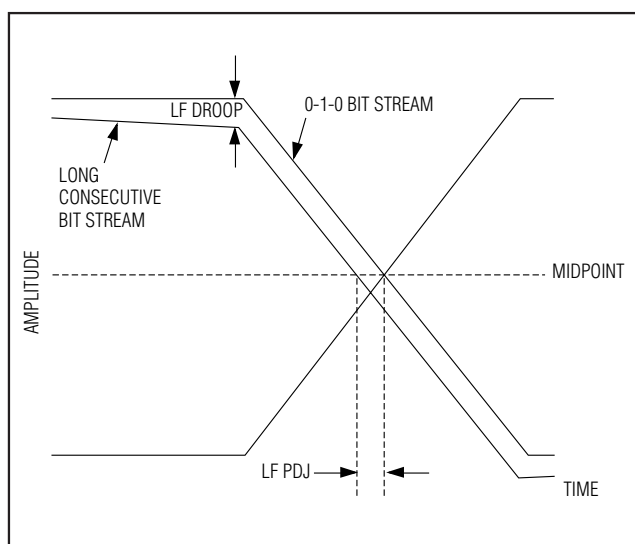 LF DROOP
0-1-0 BIT STREAM
LONG
CONSECUTIVE
BIT STREAM
AMPLITUDE
MIDPOINT
LF PDJ
TIME